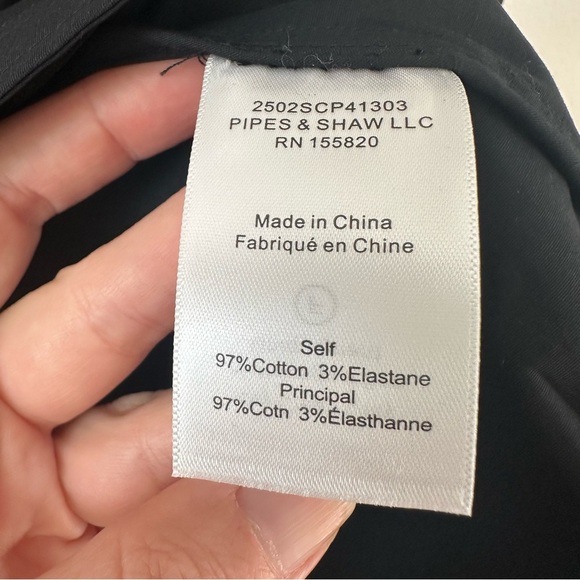 2502SCP41303
PIPES & SHAW LLC
RN 155820
Made in China
Fabriqué en Chine
Self
97%Cotton 3%Elastane
Principal
97%Cotn 3%Élasthanne